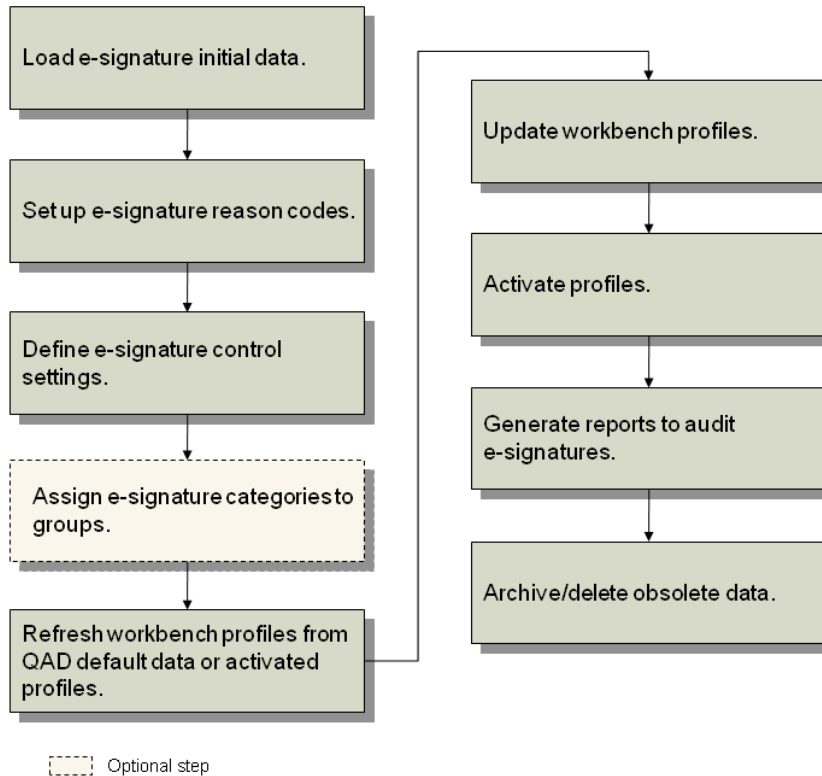 Load e-signature initial data.
Set up e-signature reason codes.
Define e-signature control
settings.
Assign e-signature categories to
groups.
Refresh workbench profiles from
QAD default data or activated
profiles.
Update workbench profiles.
Activate profiles.
Generate reports to audit
e-signatures.
Archive/delete obsolete data.
Optional step